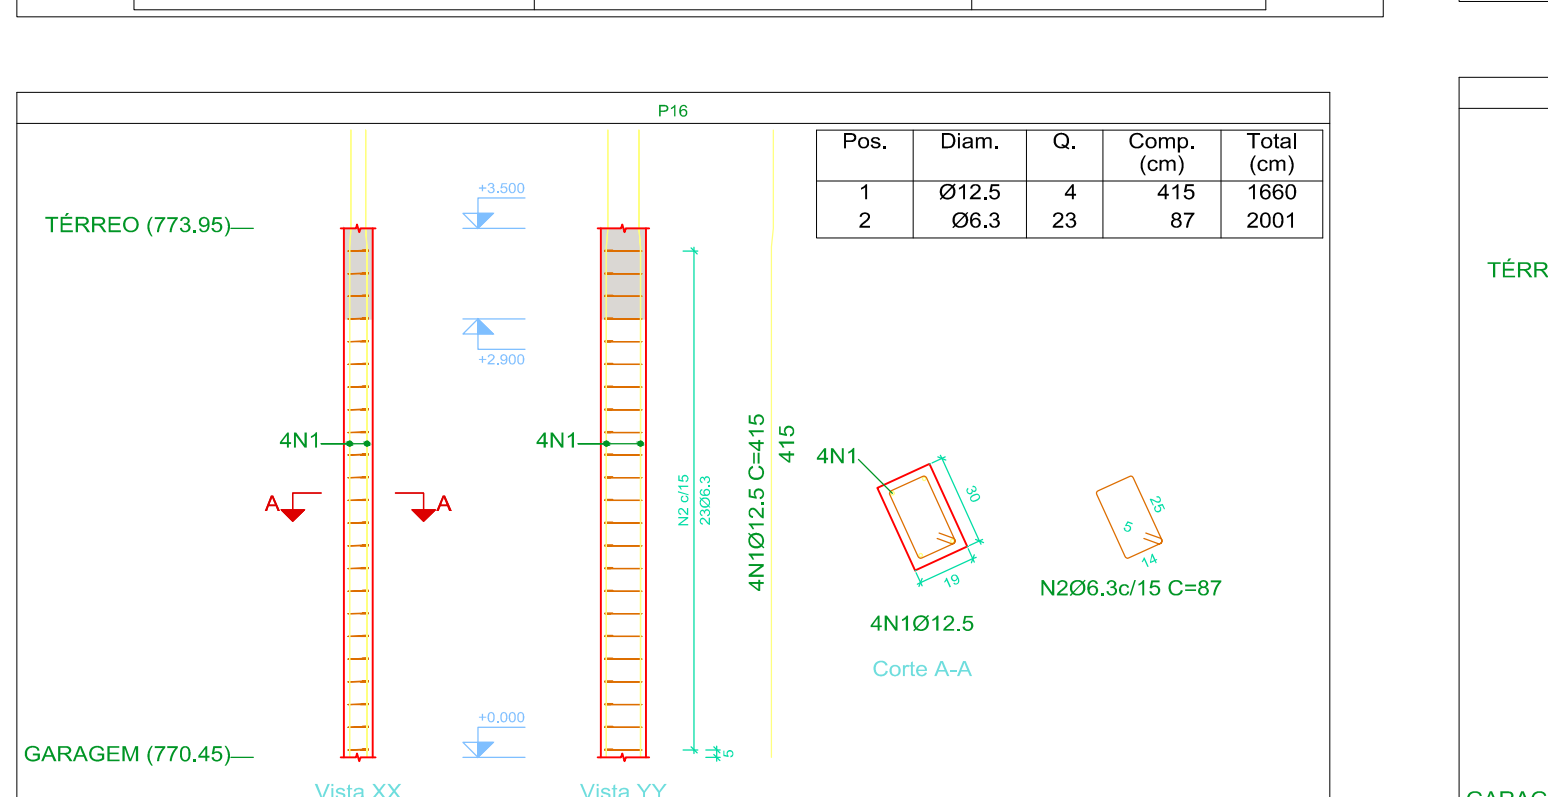 P16
Pos. Diam. Q. Comp. (cm) Total (cm)
1 Ø12.5 4 415 1660
2 Ø6.3 23 87 2001
+3.500
TÉRREO (773.95)
+2.900
4N1
4N1
A A
N2 c/15
23Ø6.3
4N1Ø12.5 C=415
415
4N1
30
19
4N1Ø12.5
Corte A-A
25
5
14
N2Ø6.3c/15 C=87
+0.000
GARAGEM (770.45)
5
Vista XX
Vista YY
TÉRR